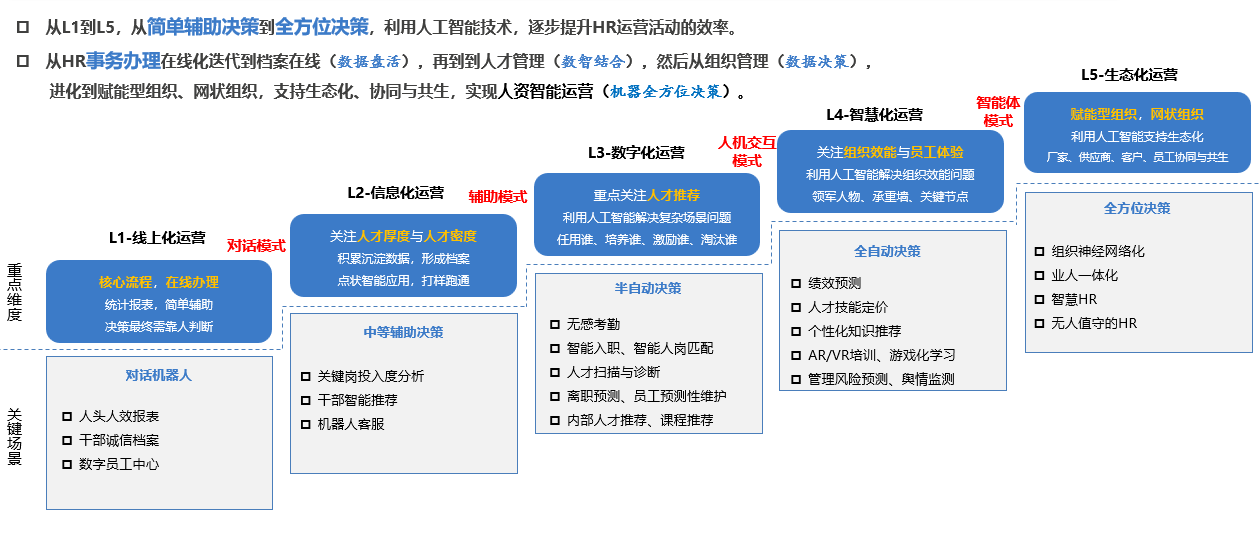 从L1到L5，从简单辅助决策到全方位决策，利用人工智能技术，逐步提升HR运营活动的效率。
从HR事务办理在线化迭代到档案在线（数据盘活），再到到人才管理（数智结合），然后从组织管理（数据决策），
进化到赋能型组织、网状组织，支持生态化、协同与共生，实现人资智能运营（机器全方位决策）。
重点维度
关键场景
L1-线上化运营
核心流程，在线办理
统计报表，简单辅助
决策最终需靠人判断
对话机器人
人头人效报表
干部诚信档案
数字员工中心
对话模式
L2-信息化运营
关注人才厚度与人才密度
积累沉淀数据，形成档案
点状智能应用，打样跑通
中等辅助决策
关键岗投入度分析
干部智能推荐
机器人客服
辅助模式
L3-数字化运营
重点关注人才推荐
利用人工智能解决复杂场景问题
任用谁、培养谁、激励谁、淘汰谁
半自动决策
无感考勤
智能入职、智能人岗匹配
人才扫描与诊断
离职预测、员工预测性维护
内部人才推荐、课程推荐
人机交互
模式
L4-智慧化运营
关注组织效能与员工体验
利用人工智能解决组织效能问题
领军人物、承重墙、关键节点
全自动决策
绩效预测
人才技能定价
个性化知识推荐
AR/VR培训、游戏化学习
管理风险预测、舆情监测
智能体
模式
L5-生态化运营
赋能型组织，网状组织
利用人工智能支持生态化
厂家、供应商、客户、员工协同与共生
全方位决策
组织神经网络化
业人一体化
智慧HR
无人值守的HR